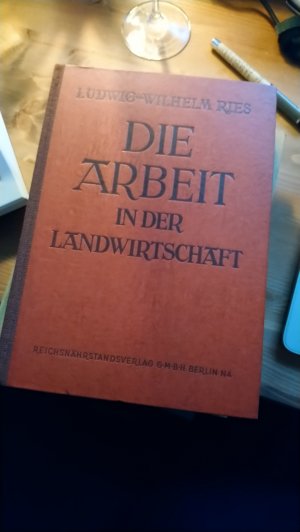 LUDWIG-WILHELM RIES
DIE
ARBEIT
IN DER
LANDWIRTSCHAFT
REICHSNÄHRSTANDSVERLAG G·M·B·H· BERLIN N4